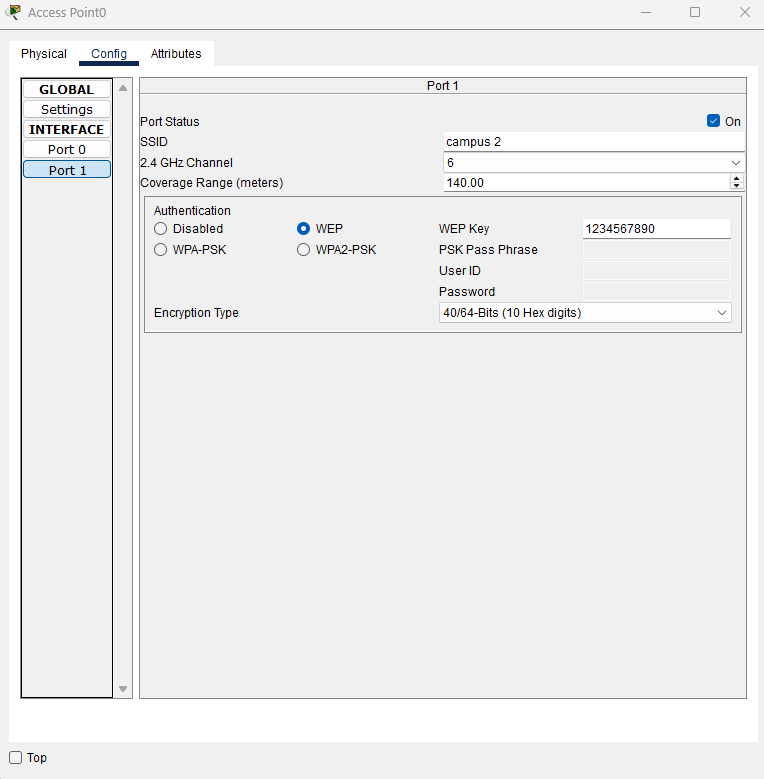 Access Point0
Physical Config Attributes
GLOBAL
Settings
INTERFACE
Port 0
Port 1
Port 1
Port Status On
SSID campus 2
2.4 GHz Channel 6
Coverage Range (meters) 140.00
Authentication
Disabled WEP WEP Key 1234567890
WPA-PSK WPA2-PSK PSK Pass Phrase
User ID
Password
Encryption Type 40/64-Bits (10 Hex digits)
Top